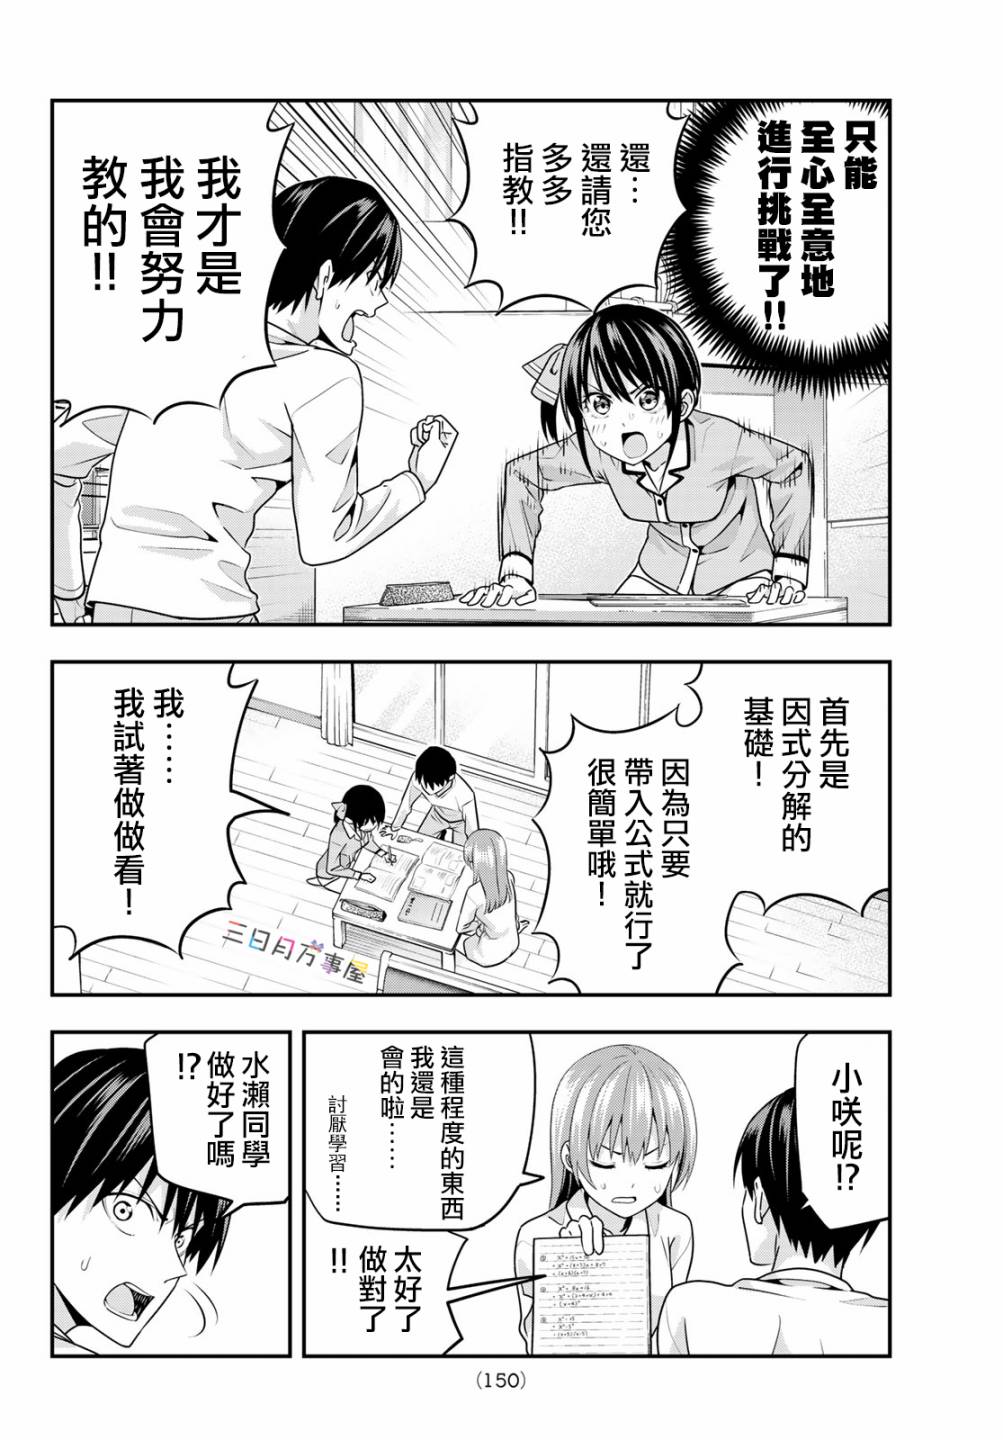 只能
全心全意地
進行挑戰了!!
還…
還請您
多多
指教!!
我才是
我會努力
教的!!
首先是
因式分解的
基礎！
因為只要
帶入公式就行了
很簡單哦！
我……
我試著做做
看！
三日月万事屋
小咲呢!?
這種程度的東西
我還是
會的啦……
討厭學習……
太好了
做對了
!!
水瀨同學
做好了嗎
!?
(150)